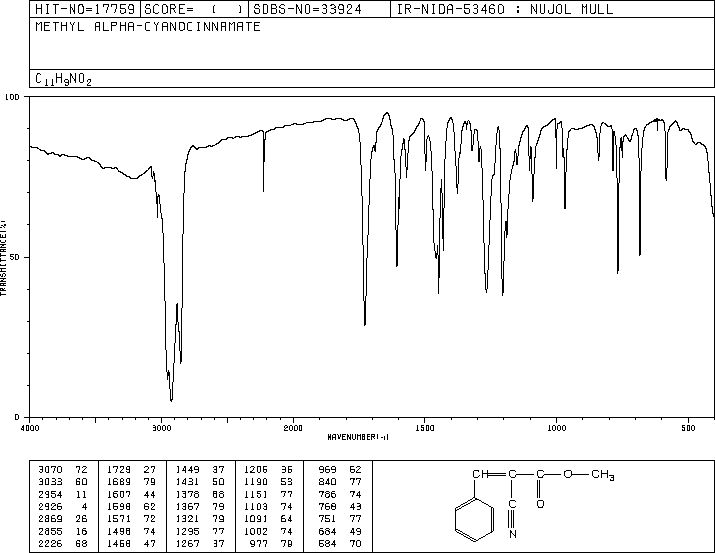 HIT-NO=17759 SCORE= ( ) SDBS-NO=33924 IR-NIDA-53460 : NUJOL MULL
METHYL ALPHA-CYANOCINNAMATE
C11H9NO2
100
50
0
TRANSMITTANCE(%)
4000 3000 2000 1500 1000 500
WAVENUMBER(-1)
3070 72 1729 27 1449 37 1206 36 969 62
3033 60 1689 79 1431 50 1190 53 840 77
2954 11 1607 44 1378 68 1151 77 786 74
2926 4 1598 62 1367 79 1103 74 768 43
2869 26 1571 72 1321 79 1091 64 751 77
2855 16 1498 74 1295 77 1002 74 684 49
2226 68 1458 47 1267 37 977 79 584 70
CH C C O CH3
C O
N